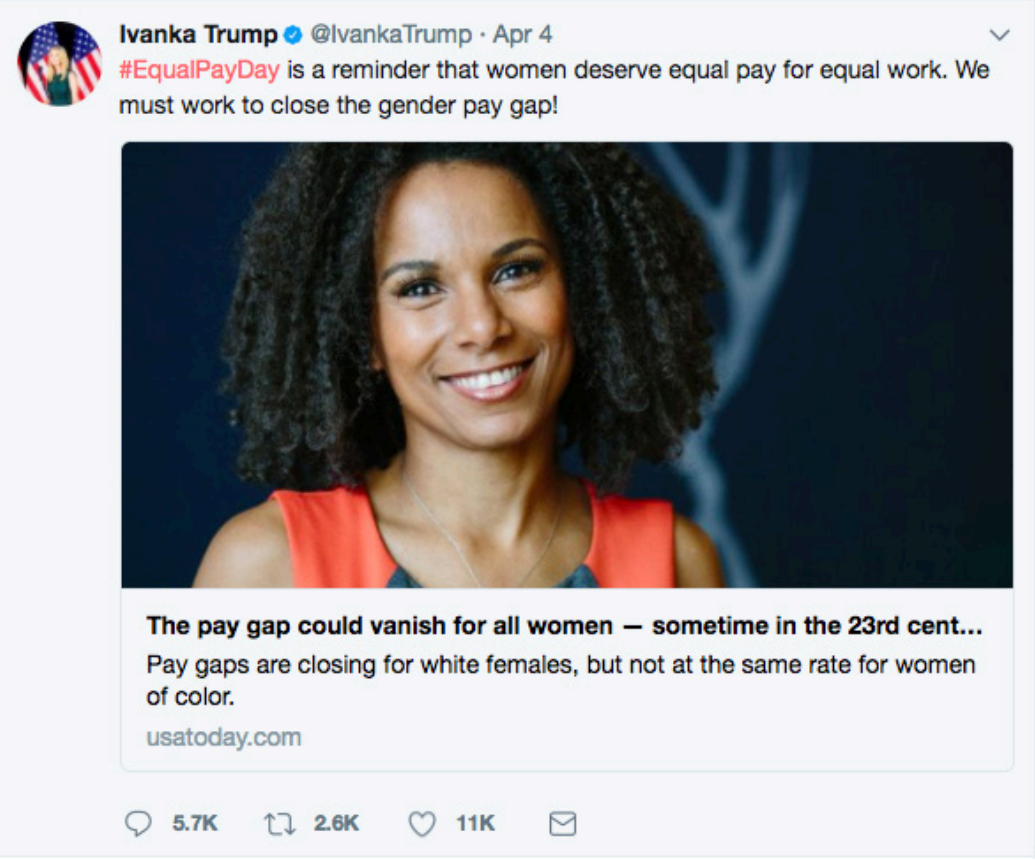 Ivanka Trump @IvankaTrump · Apr 4
#EqualPayDay is a reminder that women deserve equal pay for equal work. We
must work to close the gender pay gap!
The pay gap could vanish for all women — sometime in the 23rd cent...
Pay gaps are closing for white females, but not at the same rate for women
of color.
usatoday.com
5.7K 2.6K 11K